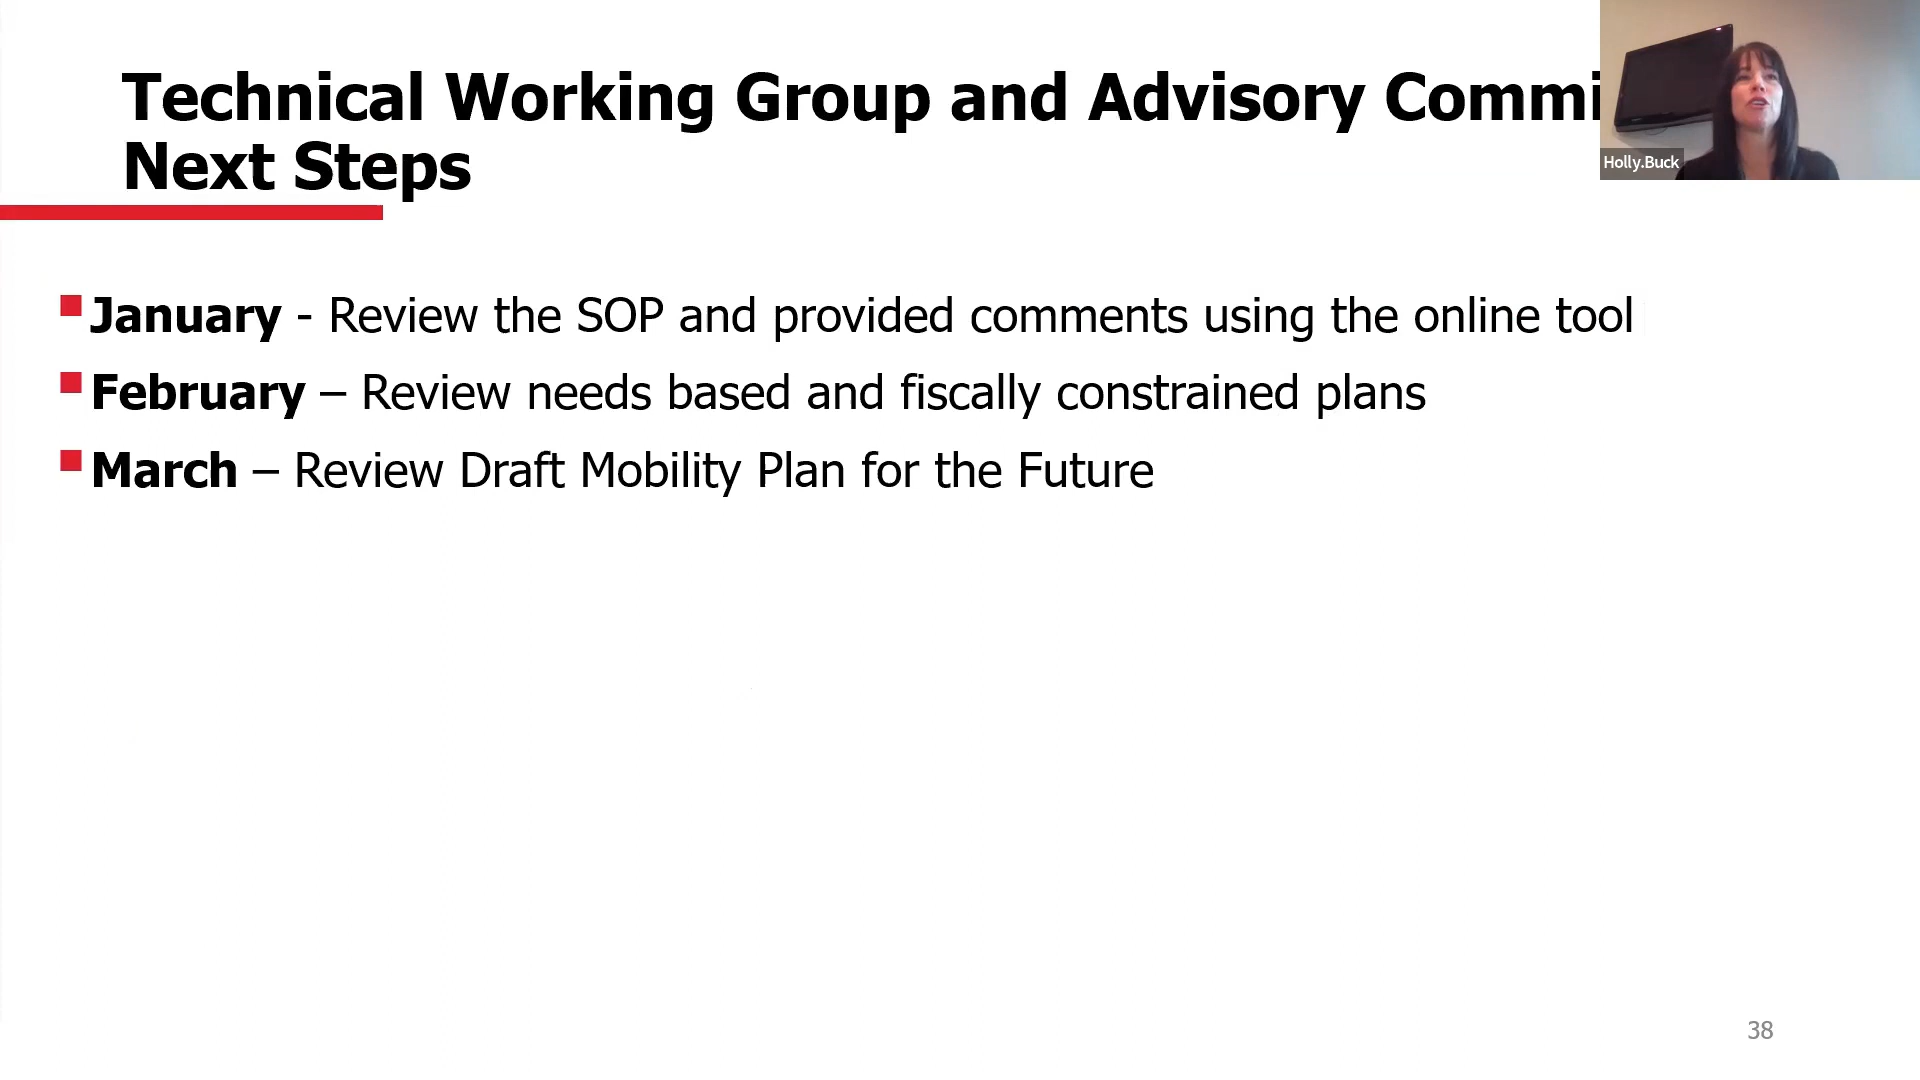 Technical Working Group and Advisory
Next Steps
Holly.Buck
▪January - Review the SOP and provided comments using the online tool
▪February – Review needs based and fiscally constrained plans
▪March – Review Draft Mobility Plan for the Future
38